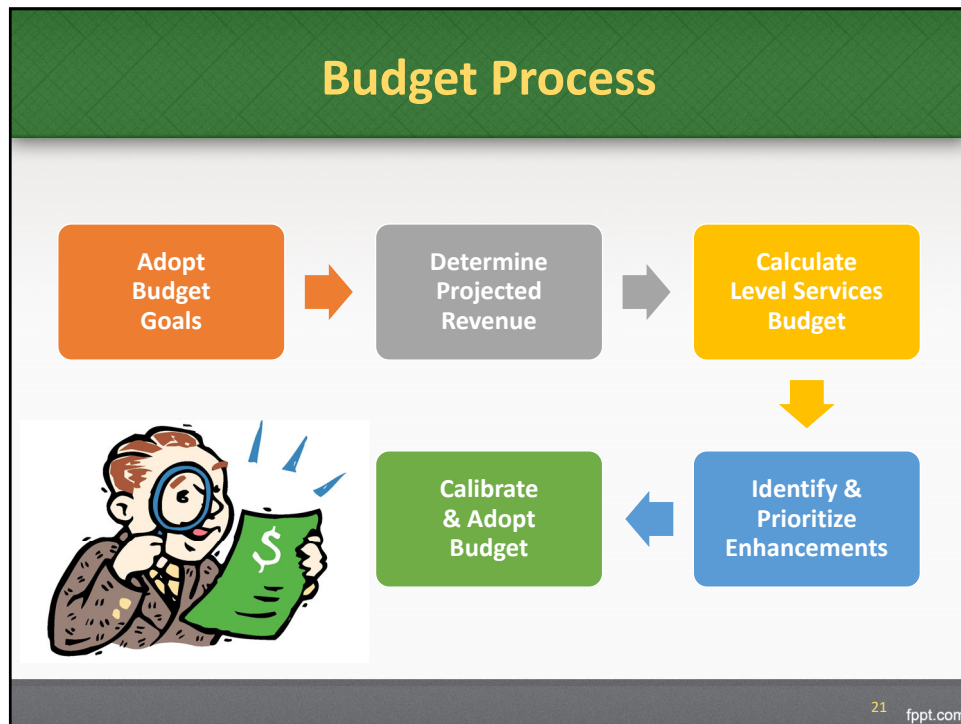 Budget Process
Adopt
Budget
Goals
Determine
Projected
Revenue
Calculate
Level Services
Budget
Identify &
Prioritize
Enhancements
Calibrate
& Adopt
Budget
$
21
fppt.com